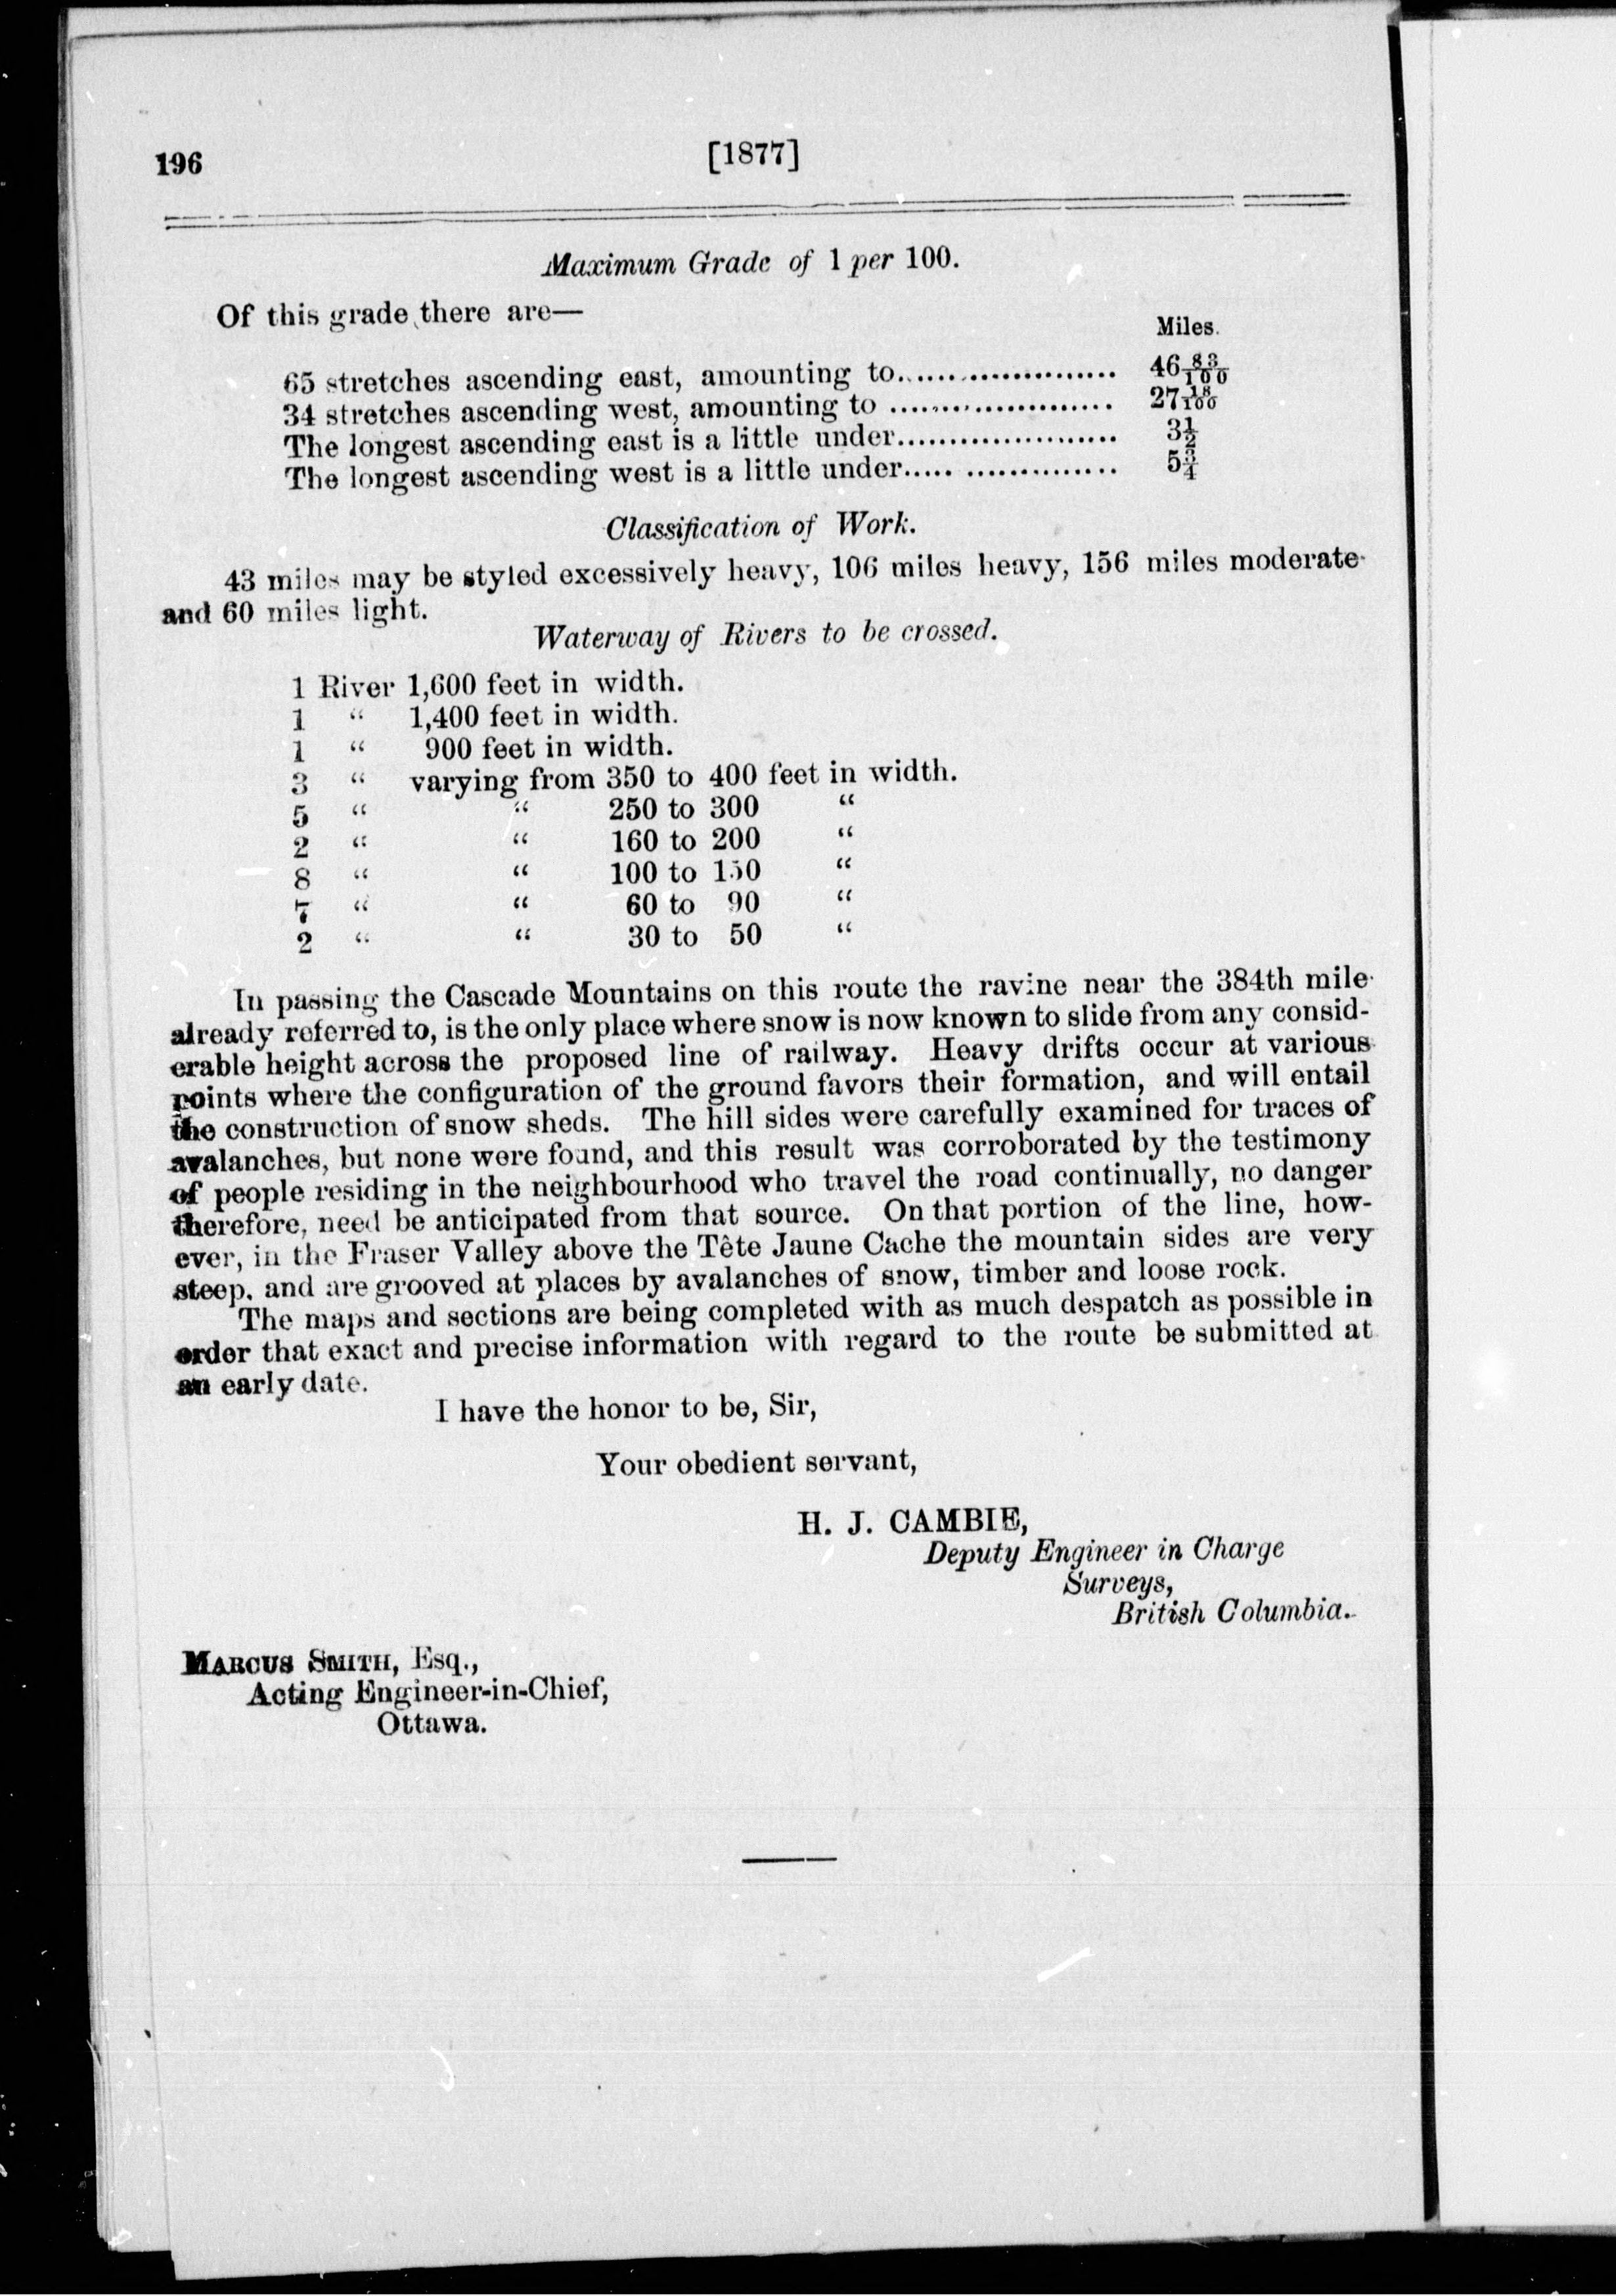 196
[1877]
Maximum Grade of 1 per 100.
Of this grade there are—
Miles.
65 stretches ascending east, amounting to.......................... 46 83/100
34 stretches ascending west, amounting to .......................... 27 18/100
The longest ascending east is a little under.......................... 3½
The longest ascending west is a little under..... .............. 5¾
Classification of Work.
43 miles may be styled excessively heavy, 106 miles heavy, 156 miles moderate
and 60 miles light.
Waterway of Rivers to be crossed.
1 River 1,600 feet in width.
1 “ 1,400 feet in width.
1 “ 900 feet in width.
3 “ varying from 350 to 400 feet in width.
5 “ “ 250 to 300 “
2 “ “ 160 to 200 “
8 “ “ 100 to 150 “
7 “ “ 60 to 90 “
2 “ “ 30 to 50 “
In passing the Cascade Mountains on this route the ravine near the 384th mile
already referred to, is the only place where snow is now known to slide from any consid-
erable height across the proposed line of railway. Heavy drifts occur at various
points where the configuration of the ground favors their formation, and will entail
the construction of snow sheds. The hill sides were carefully examined for traces of
avalanches, but none were found, and this result was corroborated by the testimony
of people residing in the neighbourhood who travel the road continually, no danger
therefore, need be anticipated from that source. On that portion of the line, how-
ever, in the Fraser Valley above the Tête Jaune Cache the mountain sides are very
steep, and are grooved at places by avalanches of snow, timber and loose rock.
The maps and sections are being completed with as much despatch as possible in
order that exact and precise information with regard to the route be submitted at
an early date.
I have the honor to be, Sir,
Your obedient servant,
H. J. CAMBIE,
Deputy Engineer in Charge
Surveys,
British Columbia.
MARCUS SMITH, Esq.,
Acting Engineer-in-Chief,
Ottawa.